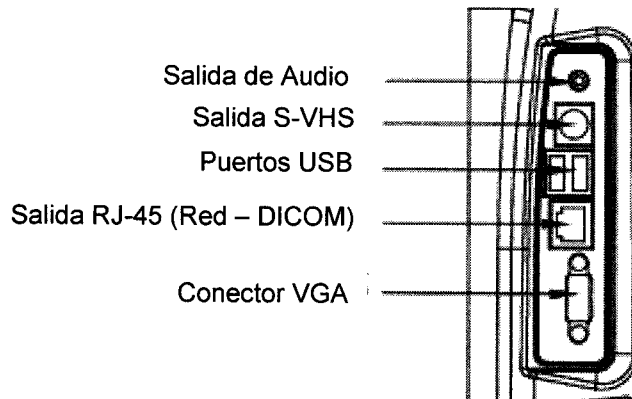 Salida de Audio
Salida S-VHS
Puertos USB
Salida RJ-45 (Red – DICOM)
Conector VGA